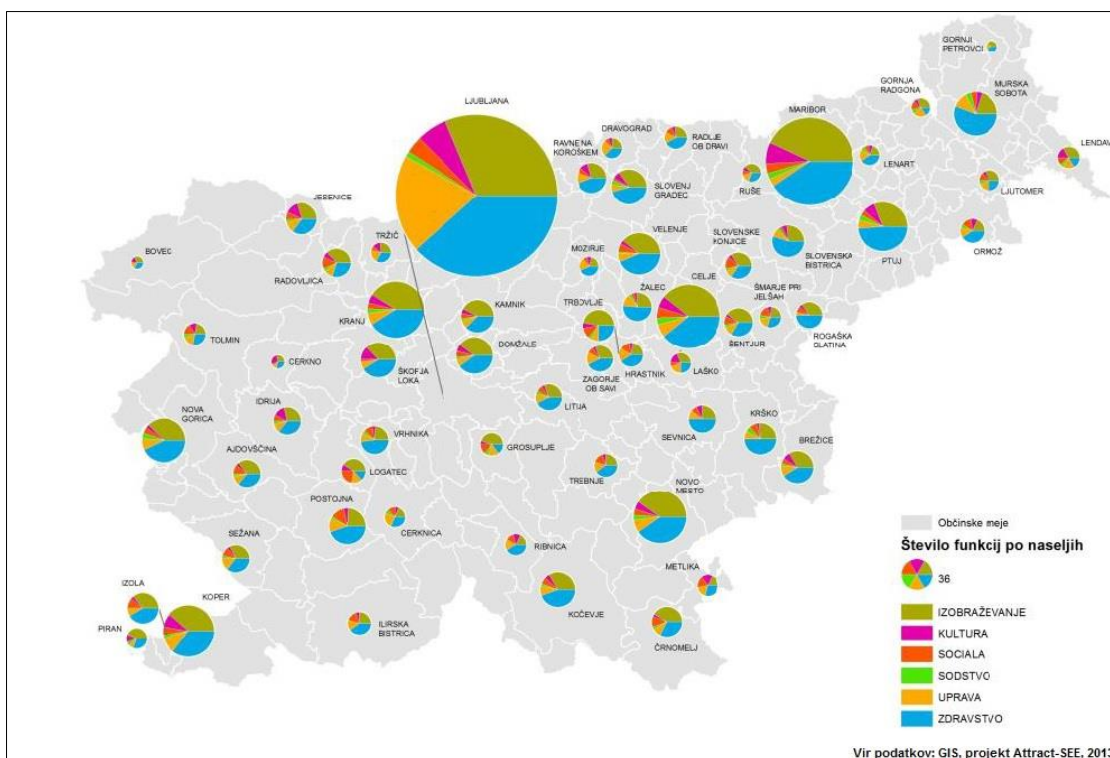 GORNJI
PETROVCI
GORNJA
RADGONA
MURSKA
SOBOTA
LJUBLJANA
MARIBOR
DRAVOGRAD
RADLJE
OB DRAVI
RAVNE NA
KOROŠKEM
LENDAVA
LENART
SLOVENJ
GRADEC
RUŠE
LJUTOMER
JESENICE
TRŽIČ
BOVEC
MOZIRJE
VELENJE
SLOVENSKE
KONJICE
SLOVENSKA
BISTRICA
PTUJ
ORMOŽ
RADOVLJICA
CELJE
ŽALEC
ŠMARJE PRI
JELŠAH
KRANJ
KAMNIK
TRBOVLJE
TOLMIN
CERKNO
ŠKOFJA
LOKA
DOMŽALE
ŠENTJUR
ROGAŠKA
SLATINA
ZAGORJE
OB SAVI
HRASTNIK
LAŠKO
LITIJA
IDRIJA
NOVA
GORICA
VRHNIKA
GROSUPLJE
SEVNICA
KRŠKO
BREŽICE
AJDOVŠČINA
LOGATEC
TREBNJE
NOVO
MESTO
POSTOJNA
CERKNICA
SEŽANA
RIBNICA
METLIKA
IZOLA
KOPER
PIRAN
ILIRSKA
BISTRICA
KOČEVJE
ČRNOMELJ
Občinske meje
Število funkcij po naseljih
36
IZOBRAŽEVANJE
KULTURA
SOCIALA
SODSTVO
UPRAVA
ZDRAVSTVO
Vir podatkov: GIS, projekt Attract-SEE, 2013